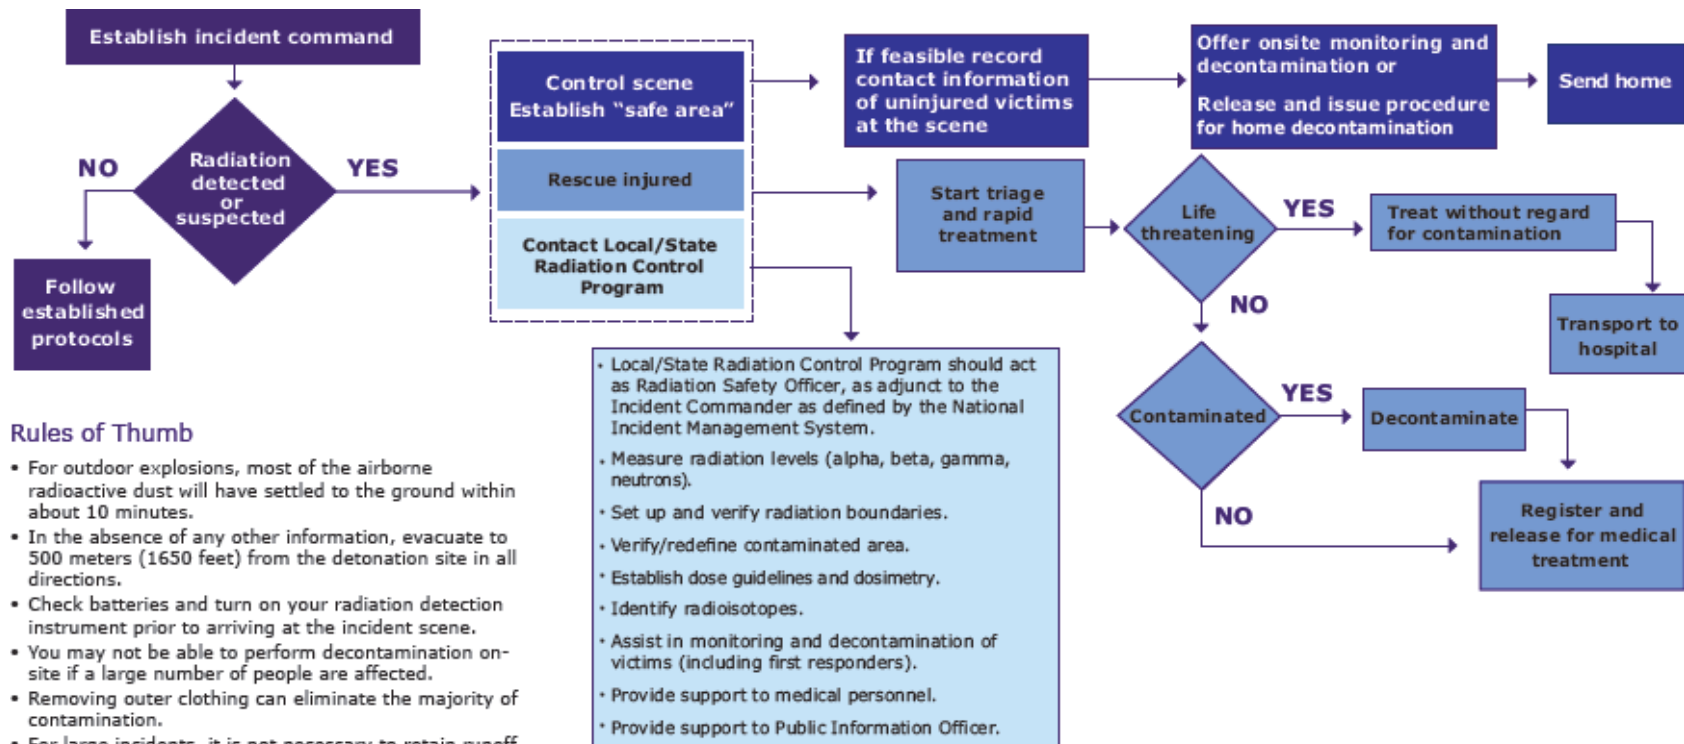 Establish incident command
Radiation
detected
or
suspected
NO
YES
Follow
established
protocols
Control scene
Establish “safe area”
Rescue injured
Contact Local/State
Radiation Control
Program
If feasible record
contact information
of uninjured victims
at the scene
Offer onsite monitoring and
decontamination or
Release and issue procedure
for home decontamination
Send home
Start triage
and rapid
treatment
Life
threatening
YES
Treat without regard
for contamination
Transport to
hospital
NO
Contaminated
YES
Decontaminate
NO
Register and
release for medical
treatment
• Local/State Radiation Control Program should act
as Radiation Safety Officer, as adjunct to the
Incident Commander as defined by the National
Incident Management System.
• Measure radiation levels (alpha, beta, gamma,
neutrons).
• Set up and verify radiation boundaries.
• Verify/redefine contaminated area.
• Establish dose guidelines and dosimetry.
• Identify radioisotopes.
• Assist in monitoring and decontamination of
victims (including first responders).
• Provide support to medical personnel.
• Provide support to Public Information Officer.
Rules of Thumb
• For outdoor explosions, most of the airborne
radioactive dust will have settled to the ground within
about 10 minutes.
• In the absence of any other information, evacuate to
500 meters (1650 feet) from the detonation site in all
directions.
• Check batteries and turn on your radiation detection
instrument prior to arriving at the incident scene.
• You may not be able to perform decontamination on-
site if a large number of people are affected.
• Removing outer clothing can eliminate the majority of
contamination.
• For large incidents, it is not necessary to retain runoff